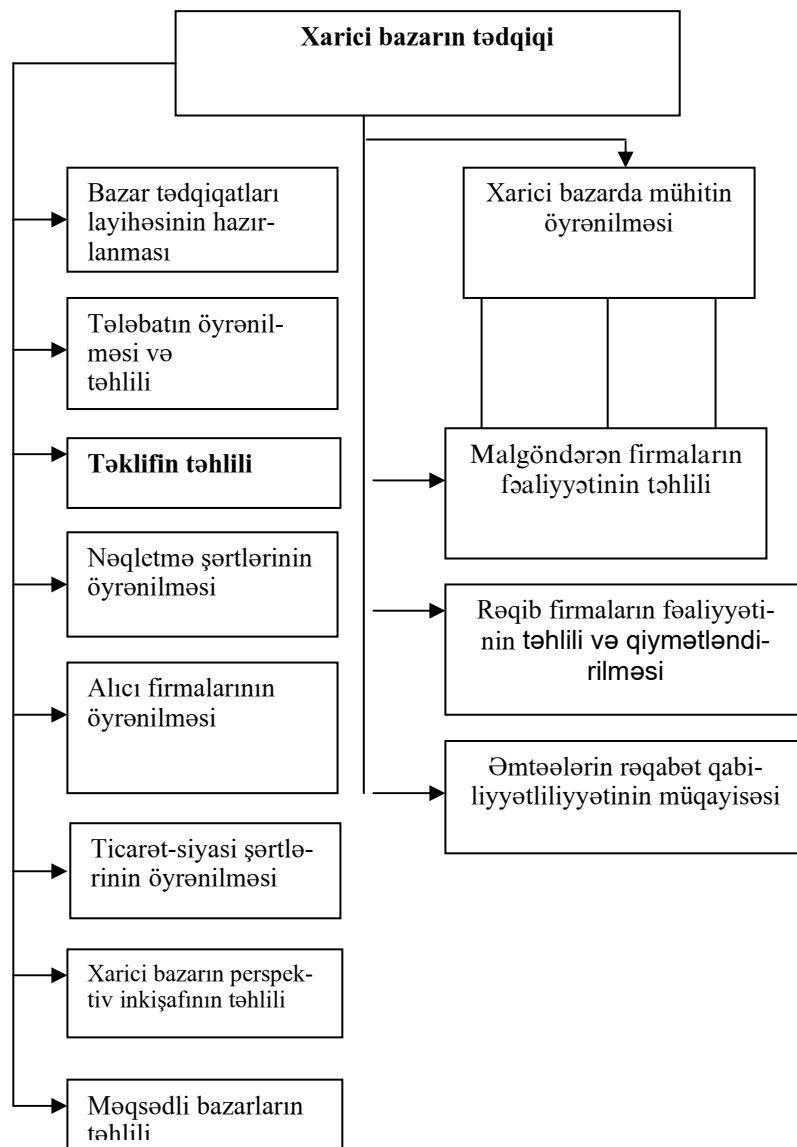 Xarici bazarın tədqiqi
Bazar tədqiqatları
layihəsinin hazır-
lanması
Tələbatın öyrənil-
məsi və
təhlili
Təklifin təhlili
Nəqletmə şərtlərinin
öyrənilməsi
Alıcı firmalarının
öyrənilməsi
Ticarət-siyasi şərtlə-
rinin öyrənilməsi
Xarici bazarın perspek-
tiv inkişafının təhlili
Məqsədli bazarların
təhlili
Xarici bazarda mühitin
öyrənilməsi
Malgöndərən firmaların
fəaliyyətinin təhlili
Rəqib firmaların fəaliyyəti-
nin təhlili və qiymətləndi-
rilməsi
Əmtəələrin rəqabət qabi-
liyyətliliyyətinin müqayisəsi